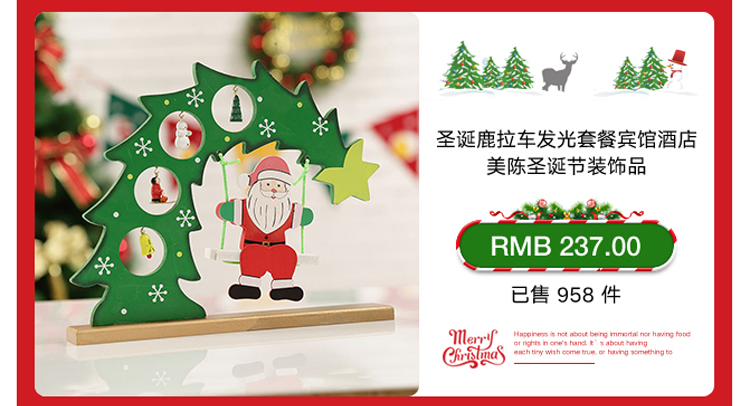 圣诞鹿拉车发光套餐宾馆酒店
美陈圣诞节装饰品
RMB 237.00
已售 958 件
Merry
Christmas
Happiness is not about being immortal nor having food
or rights in one's hand. It`s about having
each tiny wish come true, or having something to